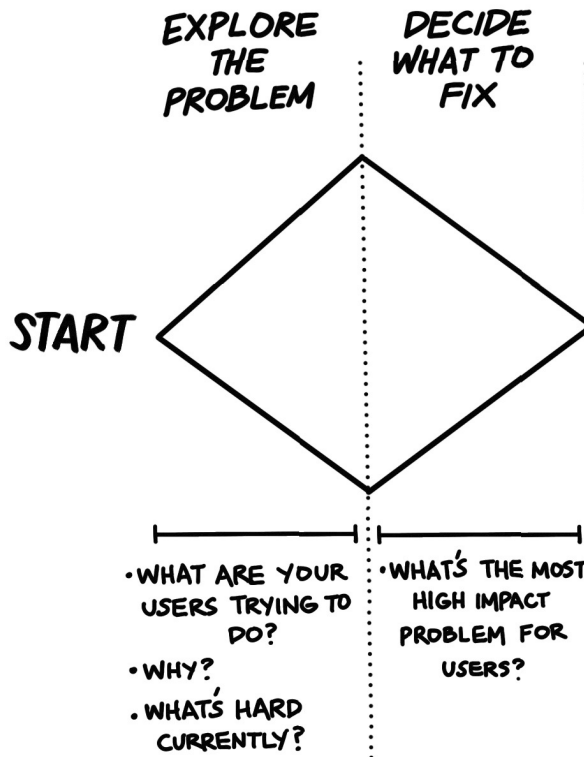 EXPLORE
THE
PROBLEM
DECIDE
WHAT TO
FIX
START
• WHAT ARE YOUR
USERS TRYING TO
DO?
• WHY?
• WHAT'S HARD
CURRENTLY?
• WHAT'S THE MOST
HIGH IMPACT
PROBLEM FOR
USERS?